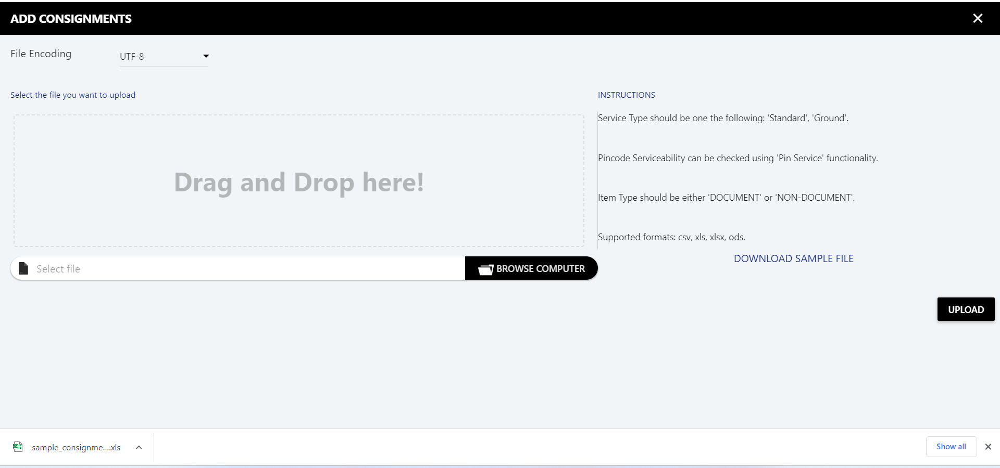 ADD CONSIGNMENTS
File Encoding
UTF-8
Select the file you want to upload
Drag and Drop here!
Select file
BROWSE COMPUTER
INSTRUCTIONS
Service Type should be one the following: 'Standard', 'Ground'.
Pincode Serviceability can be checked using 'Pin Service' functionality.
Item Type should be either 'DOCUMENT' or 'NON-DOCUMENT'.
Supported formats: csv, xls, xlsx, ods.
DOWNLOAD SAMPLE FILE
UPLOAD
sample_consignme....xls
Show all